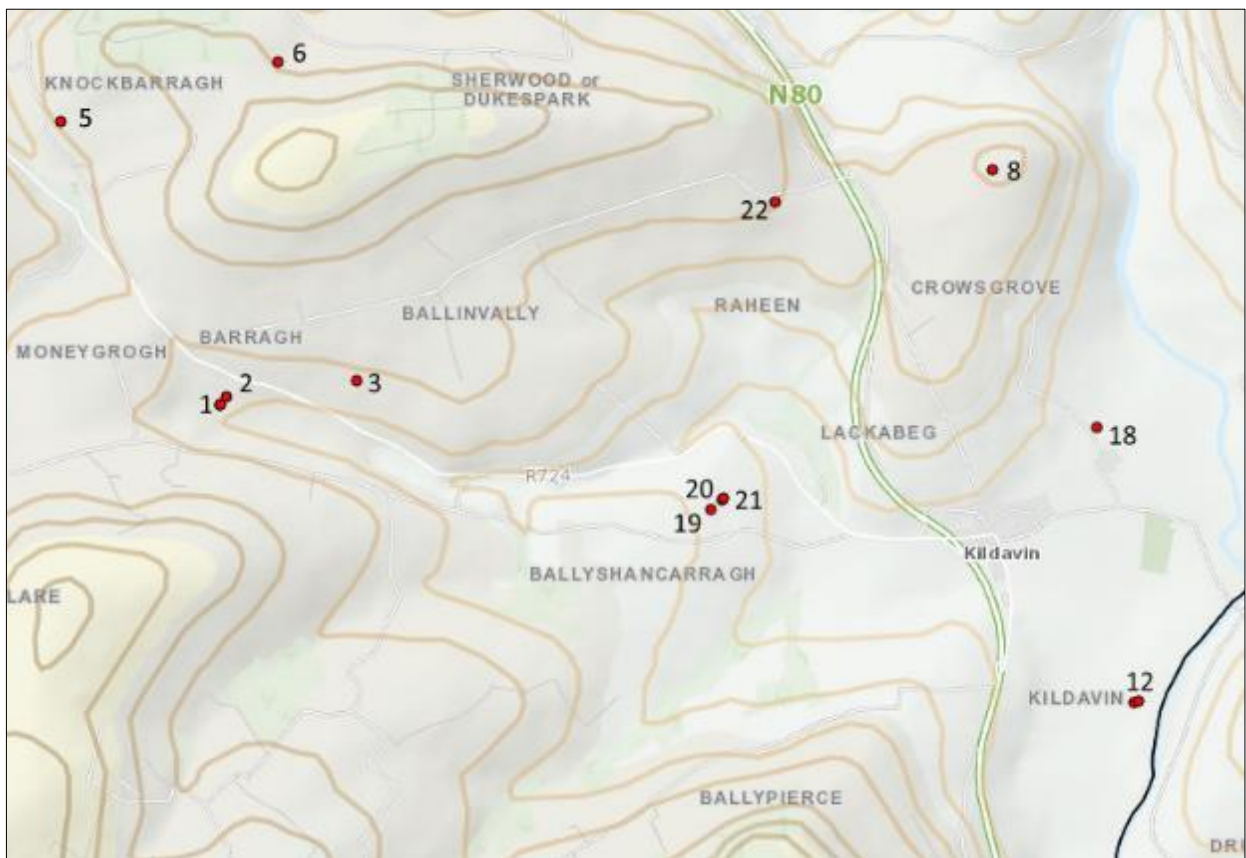 6
KNOCKBARRAGH
SHERWOOD or
DUKESPARK
N80
5
8
22
CROWSGROVE
RAHEEN
BALLINVALLY
BARRAGH
MONEYGROGH
3
2
1
LACKABEG
18
R724
20
21
19
Kildavin
BALLYSHANCARRAGH
LARE
12
KILDAVIN
BALLYPIERCE
DRU